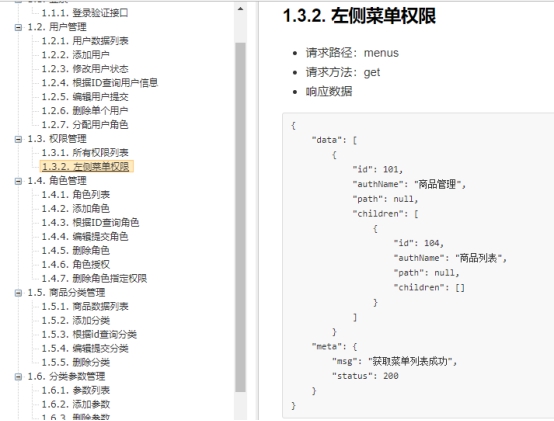 1.1.1. 登录验证接口
1.2. 用户管理
1.2.1. 用户数据列表
1.2.2. 添加用户
1.2.3. 修改用户状态
1.2.4. 根据ID查询用户信息
1.2.5. 编辑用户提交
1.2.6. 删除单个用户
1.2.7. 分配用户角色
1.3. 权限管理
1.3.1. 所有权限列表
1.3.2. 左侧菜单权限
1.4. 角色管理
1.4.1. 角色列表
1.4.2. 添加角色
1.4.3. 根据ID查询角色
1.4.4. 编辑提交角色
1.4.5. 删除角色
1.4.6. 角色授权
1.4.7. 删除角色指定权限
1.5. 商品分类管理
1.5.1. 商品数据列表
1.5.2. 添加分类
1.5.3. 根据id查询分类
1.5.4. 编辑提交分类
1.5.5. 删除分类
1.6. 分类参数管理
1.6.1. 参数列表
1.6.2. 添加参数
1.6.3. 删除参数
1.3.2. 左侧菜单权限
• 请求路径：menus
• 请求方法：get
• 响应数据
{
"data": [
{
"id": 101,
"authName": "商品管理",
"path": null,
"children": [
{
"id": 104,
"authName": "商品列表",
"path": null,
"children": []
}
]
}
"meta": {
"msg": "获取菜单列表成功",
"status": 200
}
}